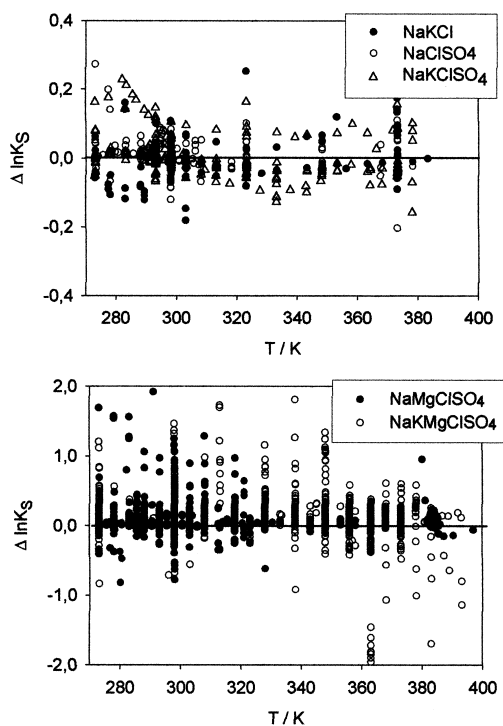 0,4
0,2
0,0
-0,2
-0,4
Δ lnK_S
NaKCl
NaClSO4
NaKClSO₄
280 300 320 340 360 380 400
T / K
2,0
1,0
0,0
-1,0
-2,0
Δ lnK_S
NaMgClSO₄
NaKMgClSO₄
280 300 320 340 360 380 400
T / K